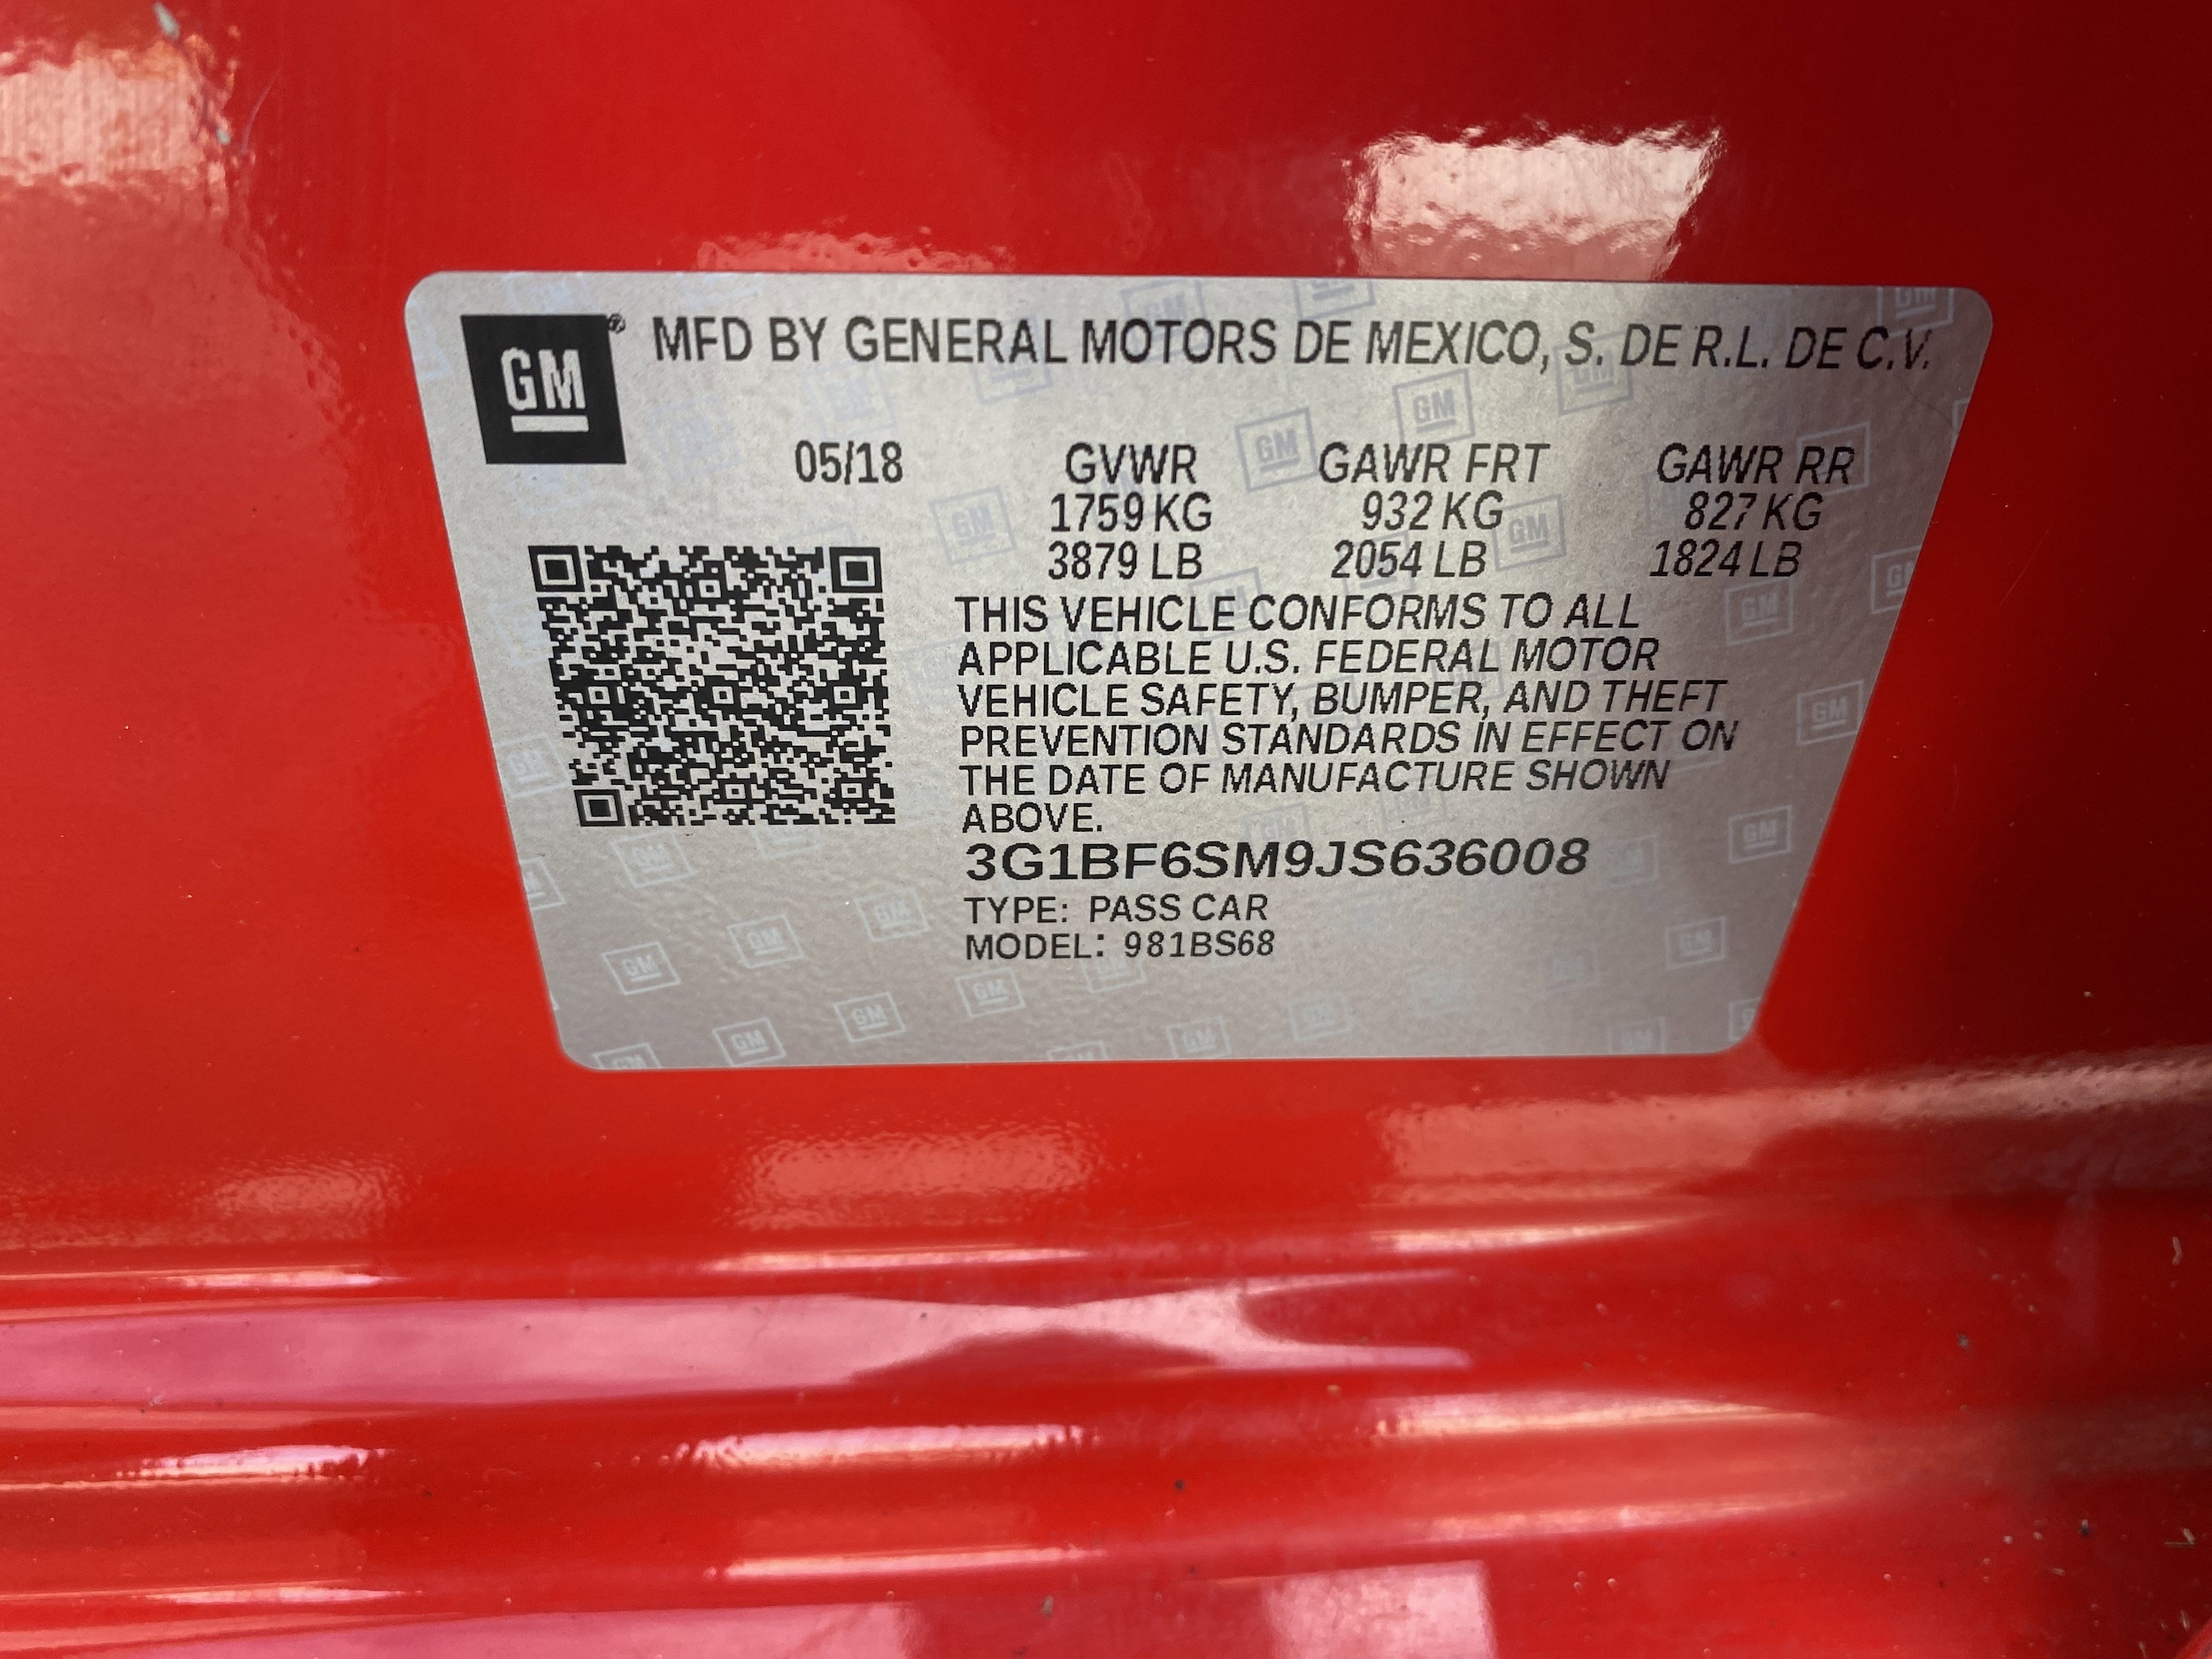 GM ® MFD BY GENERAL MOTORS DE MEXICO, S. DE R.L. DE C.V.
05/18 GVWR GAWR FRT GAWR RR
1759 KG 932 KG 827 KG
3879 LB 2054 LB 1824 LB
THIS VEHICLE CONFORMS TO ALL
APPLICABLE U.S. FEDERAL MOTOR
VEHICLE SAFETY, BUMPER, AND THEFT
PREVENTION STANDARDS IN EFFECT ON
THE DATE OF MANUFACTURE SHOWN
ABOVE.
3G1BF6SM9JS636008
TYPE: PASS CAR
MODEL: 981BS68